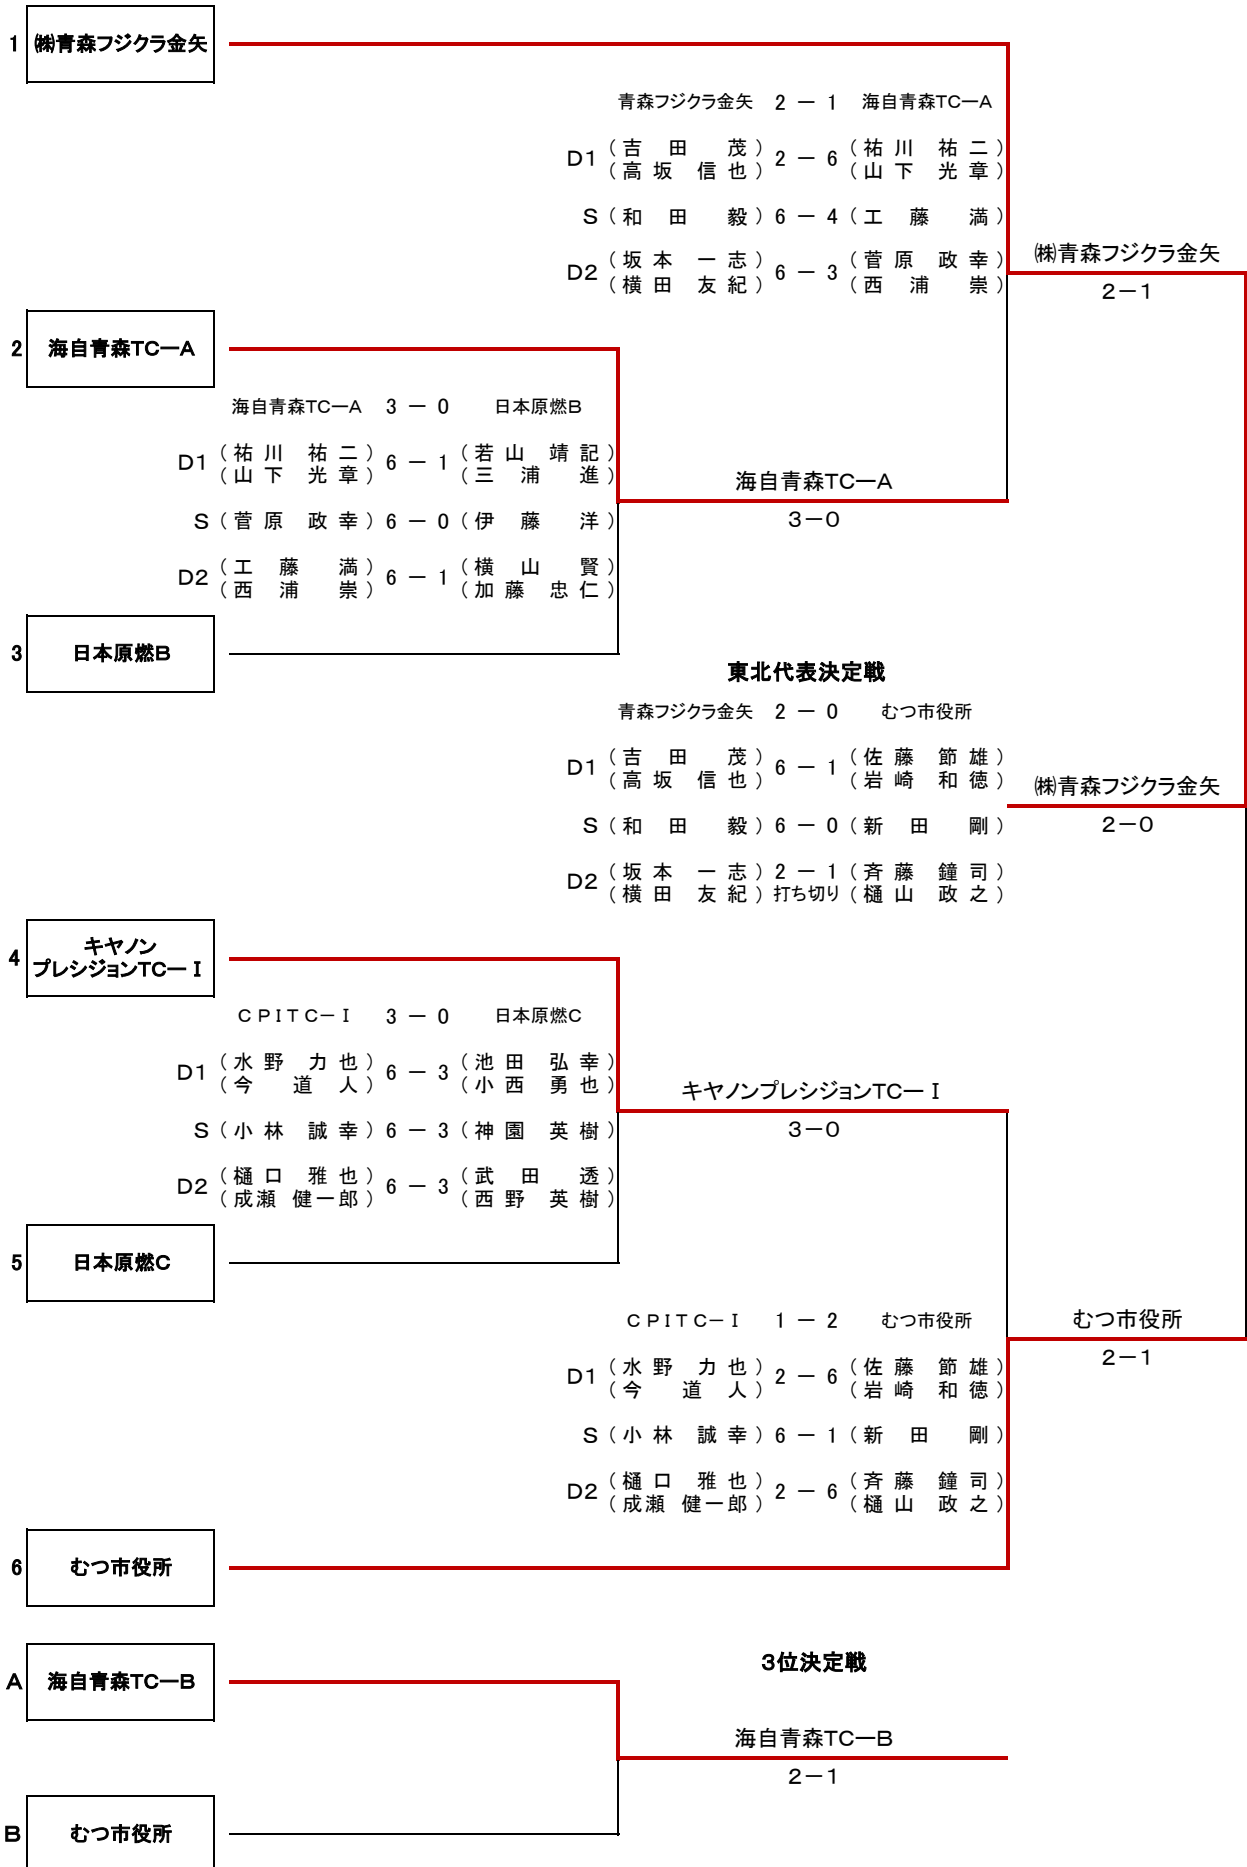 1 ㈱青森フジクラ金矢
青森フジクラ金矢 2 － 1 海自青森TC－A
D1 (吉田 茂) 2 － 6 (祐川 祐二)
(高坂 信也) (山下 光章)
S (和田 毅) 6 － 4 (工藤 満)
D2 (坂本 一志) 6 － 3 (菅原 政幸)
(横田 友紀) (西浦 崇)
㈱青森フジクラ金矢
2－1
2 海自青森TC－A
海自青森TC－A 3 － 0 日本原燃B
D1 (祐川 祐二) 6 － 1 (若山 靖記)
(山下 光章) (三浦 進)
S (菅原 政幸) 6 － 0 (伊藤 洋)
D2 (工藤 満) 6 － 1 (横山 賢)
(西浦 崇) (加藤 忠仁)
海自青森TC－A
3－0
3 日本原燃B
東北代表決定戦
青森フジクラ金矢 2 － 0 むつ市役所
D1 (吉田 茂) 6 － 1 (佐藤 節雄)
(高坂 信也) (岩崎 和徳)
S (和田 毅) 6 － 0 (新田 剛)
D2 (坂本 一志) 2 － 1 (斉藤 鐘司)
(横田 友紀) 打ち切り (樋山 政之)
㈱青森フジクラ金矢
2－0
4 キヤノン
プレシジョンTC－Ⅰ
CPITC－Ⅰ 3 － 0 日本原燃C
D1 (水野 力也) 6 － 3 (池田 弘幸)
(今 道人) (小西 勇也)
S (小林 誠幸) 6 － 3 (神園 英樹)
D2 (樋口 雅也) 6 － 3 (武田 透)
(成瀬 健一郎) (西野 英樹)
キヤノンプレシジョンTC－Ⅰ
3－0
5 日本原燃C
CPITC－Ⅰ 1 － 2 むつ市役所
D1 (水野 力也) 2 － 6 (佐藤 節雄)
(今 道人) (岩崎 和徳)
S (小林 誠幸) 6 － 1 (新田 剛)
D2 (樋口 雅也) 2 － 6 (斉藤 鐘司)
(成瀬 健一郎) (樋山 政之)
むつ市役所
2－1
6 むつ市役所
3位決定戦
A 海自青森TC－B
海自青森TC－B
2－1
B むつ市役所